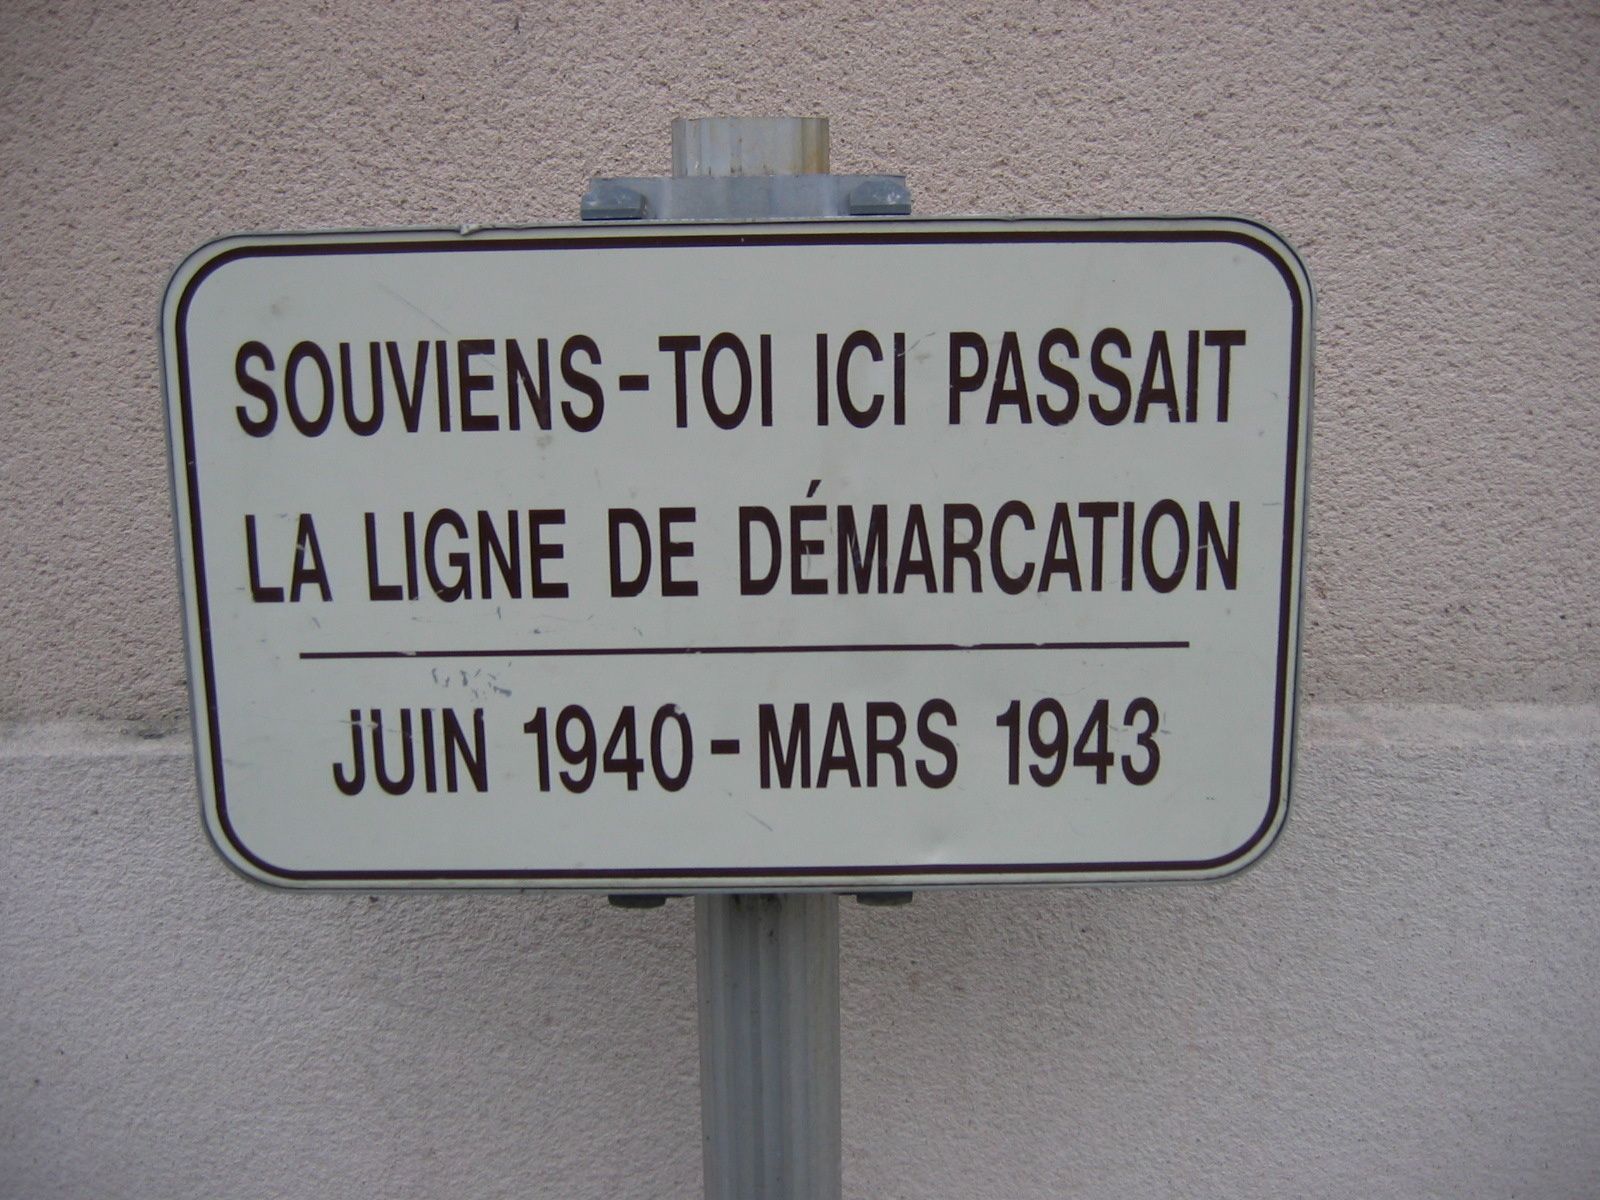 SOUVIENS-TOI ICI PASSAIT
LA LIGNE DE DÉMARCATION
JUIN 1940 - MARS 1943